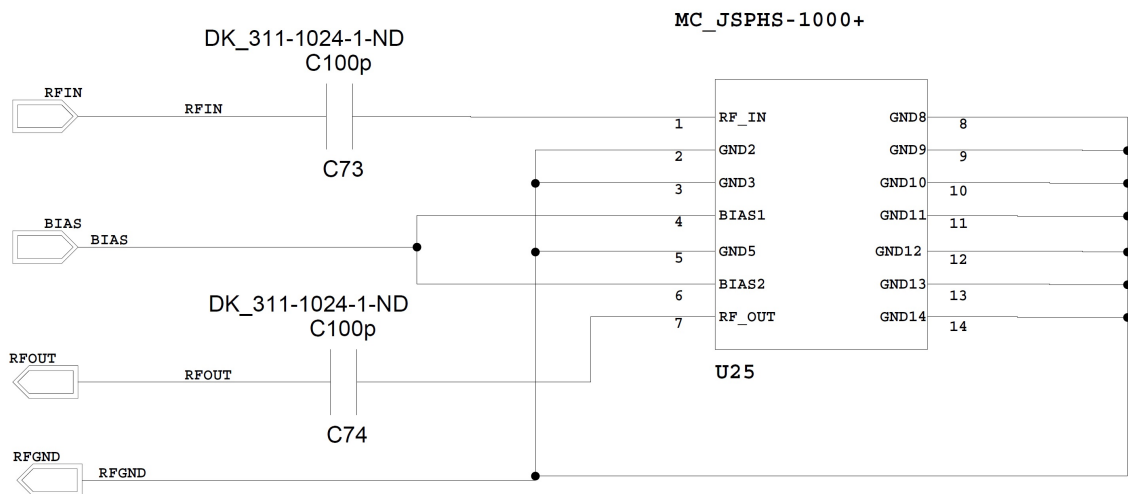 MC_JSPHS-1000+
DK_311-1024-1-ND
C100p
RFIN
RFIN
C73
BIAS
BIAS
DK_311-1024-1-ND
C100p
RFOUT
RFOUT
C74
RFGND
RFGND
1 RF_IN GND8 8
2 GND2 GND9 9
3 GND3 GND10 10
4 BIAS1 GND11 11
5 GND5 GND12 12
6 BIAS2 GND13 13
7 RF_OUT GND14 14
U25